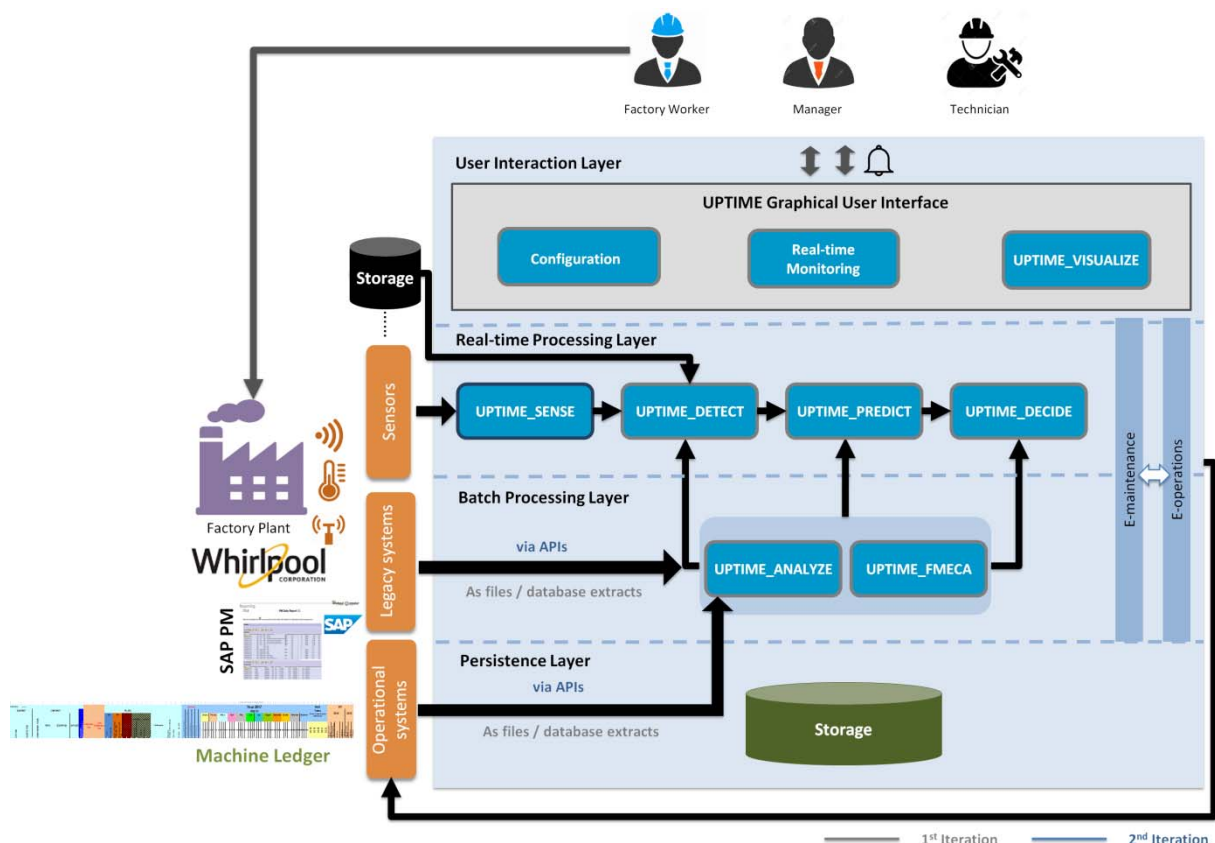 Factory Worker
Manager
Technician
User Interaction Layer
UPTIME Graphical User Interface
Configuration
Real-time
Monitoring
UPTIME_VISUALIZE
Storage
Real-time Processing Layer
Sensors
UPTIME_SENSE
UPTIME_DETECT
UPTIME_PREDICT
UPTIME_DECIDE
E-maintenance
E-operations
Factory Plant
Whirlpool
CORPORATION
Batch Processing Layer
Legacy systems
via APIs
As files / database extracts
UPTIME_ANALYZE
UPTIME_FMECA
SAP PM
SAP
Persistence Layer
Operational
systems
via APIs
As files / database extracts
Storage
Machine Ledger
1st Iteration
2nd Iteration